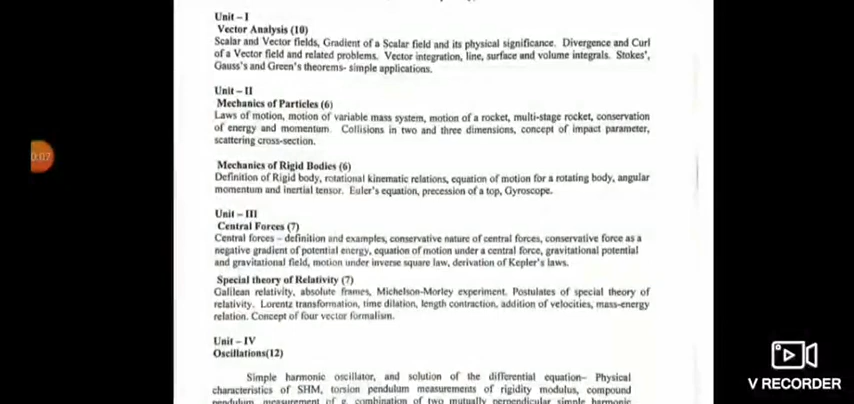 Unit – I
Vector Analysis (10)
Scalar and Vector fields, Gradient of a Scalar field and its physical significance. Divergence and Curl
of a Vector field and related problems. Vector integration, line, surface and volume integrals. Stokes',
Gauss's and Green's theorems- simple applications.
Unit – II
Mechanics of Particles (6)
Laws of motion, motion of variable mass system, motion of a rocket, multi-stage rocket, conservation
of energy and momentum. Collisions in two and three dimensions, concept of impact parameter,
scattering cross-section.
0:07
Mechanics of Rigid Bodies (6)
Definition of Rigid body, rotational kinematic relations, equation of motion for a rotating body, angular
momentum and inertial tensor. Euler's equation, precession of a top, Gyroscope.
Unit – III
Central Forces (7)
Central forces – definition and examples, conservative nature of central forces, conservative force as a
negative gradient of potential energy, equation of motion under a central force, gravitational potential
and gravitational field, motion under inverse square law, derivation of Kepler's laws.
Special theory of Relativity (7)
Galilean relativity, absolute frames, Michelson-Morley experiment. Postulates of special theory of
relativity. Lorentz transformation, time dilation, length contraction, addition of velocities, mass-energy
relation. Concept of four vector formalism.
Unit – IV
Oscillations(12)
Simple harmonic oscillator, and solution of the differential equation– Physical
characteristics of SHM, torsion pendulum measurements of rigidity modulus, compound
pendulum, measurement of g, combination of two mutually perpendicular simple harmonic
V RECORDER